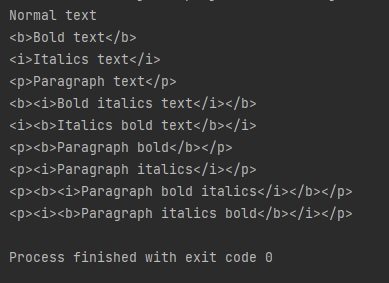 Normal text
<b>Bold text</b>
<i>Italics text</i>
<p>Paragraph text</p>
<b><i>Bold italics text</i></b>
<i><b>Italics bold text</b></i>
<p><b>Paragraph bold</b></p>
<p><i>Paragraph italics</i></p>
<p><b><i>Paragraph bold italics</i></b></p>
<p><i><b>Paragraph italics bold</b></i></p>
Process finished with exit code 0